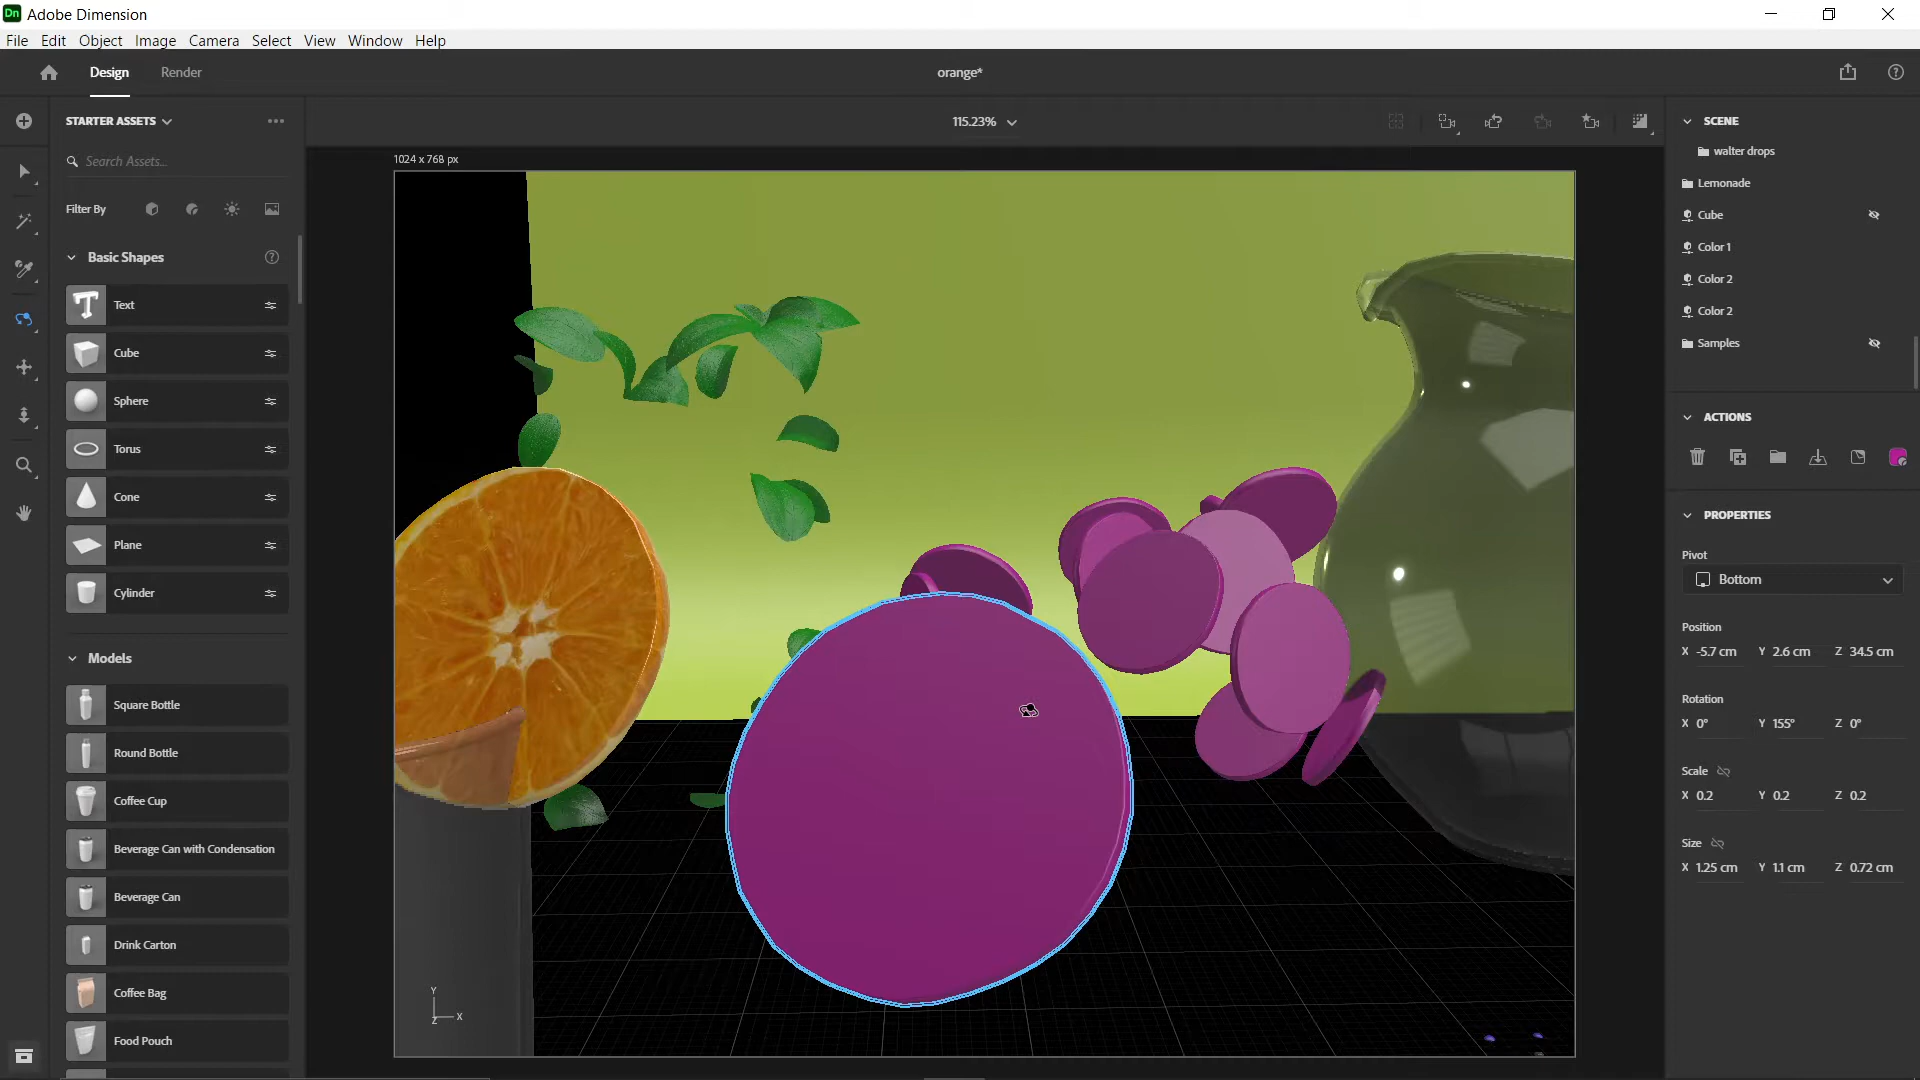 Dn Adobe Dimension
File Edit Object Image Camera Select View Window Help
Design Render orange*
STARTER ASSETS
115.23%
Search Assets...
Filter By
Basic Shapes
Text
Cube
Sphere
Torus
Cone
Plane
Cylinder
Models
Square Bottle
Round Bottle
Coffee Cup
Beverage Can with Condensation
Beverage Can
Drink Carton
Coffee Bag
Food Pouch
1024 x 768 px
Y
Z X
SCENE
walter drops
Lemonade
Cube
Color 1
Color 2
Color 2
Samples
ACTIONS
PROPERTIES
Pivot
Bottom
Position
X -5.7 cm Y 2.6 cm Z 34.5 cm
Rotation
X 0° Y 155° Z 0°
Scale
X 0.2 Y 0.2 Z 0.2
Size
X 1.25 cm Y 1.1 cm Z 0.72 cm